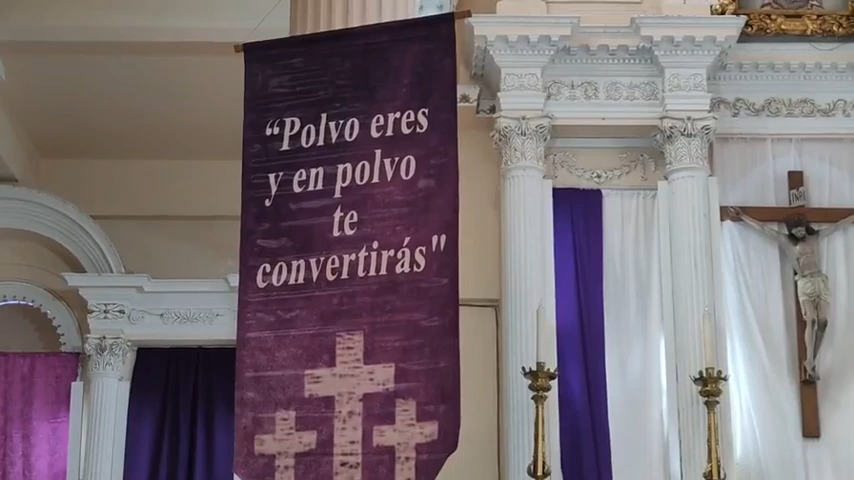 “Polvo eres
y en polvo
te
convertirás"